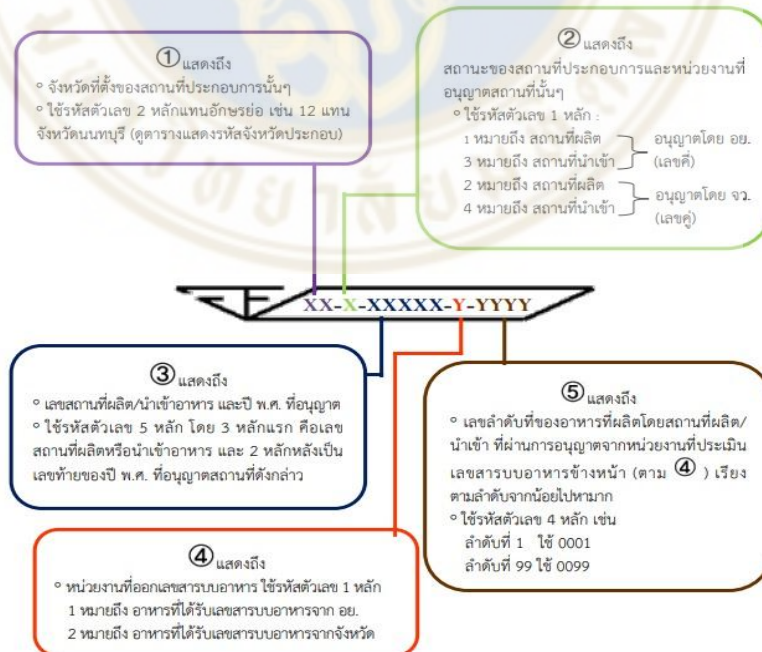 ① แสดงถึง
° จังหวัดที่ตั้งของสถานที่ประกอบการนั้นๆ
° ใช้รหัสตัวเลข 2 หลักแทนอักษรย่อ เช่น 12 แทน
จังหวัดนนทบุรี (ดูตารางแสดงรหัสจังหวัดประกอบ)
② แสดงถึง
สถานะของสถานที่ประกอบการและหน่วยงานที่
อนุญาตสถานที่นั้นๆ
° ใช้รหัสตัวเลข 1 หลัก :
1 หมายถึง สถานที่ผลิต
3 หมายถึง สถานที่นำเข้า
อนุญาตโดย อย.
(เลขคี่)
2 หมายถึง สถานที่ผลิต
4 หมายถึง สถานที่นำเข้า
อนุญาตโดย จว.
(เลขคู่)
วิทยาลัย
XX-X-XXXXX-Y-YYYY
③ แสดงถึง
° เลขสถานที่ผลิต/นำเข้าอาหาร และปี พ.ศ. ที่อนุญาต
° ใช้รหัสตัวเลข 5 หลัก โดย 3 หลักแรก คือเลข
สถานที่ผลิตหรือนำเข้าอาหาร และ 2 หลักหลังเป็น
เลขท้ายของปี พ.ศ. ที่อนุญาตสถานที่ดังกล่าว
④ แสดงถึง
° หน่วยงานที่ออกเลขสารบบอาหาร ใช้รหัสตัวเลข 1 หลัก
1 หมายถึง อาหารที่ได้รับเลขสารบบอาหารจาก อย.
2 หมายถึง อาหารที่ได้รับเลขสารบบอาหารจากจังหวัด
⑤ แสดงถึง
° เลขลำดับที่ของอาหารที่ผลิตโดยสถานที่ผลิต/
นำเข้า ที่ผ่านการอนุญาตจากหน่วยงานที่ประเมิน
เลขสารบบอาหารข้างหน้า (ตาม ④ ) เรียง
ตามลำดับจากน้อยไปหามาก
° ใช้รหัสตัวเลข 4 หลัก เช่น
ลำดับที่ 1 ใช้ 0001
ลำดับที่ 99 ใช้ 0099